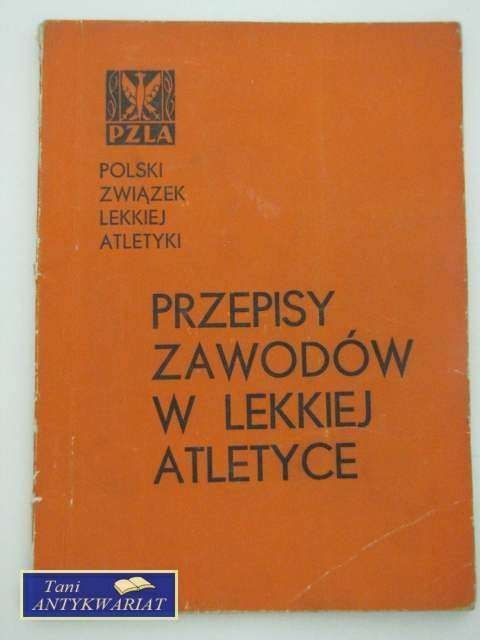 PZLA
POLSKI
ZWIĄZEK
LEKKIEJ
ATLETYKI
PRZEPISY
ZAWODÓW
W LEKKIEJ
ATLETYCE
Tani
ANTYKWARIAT